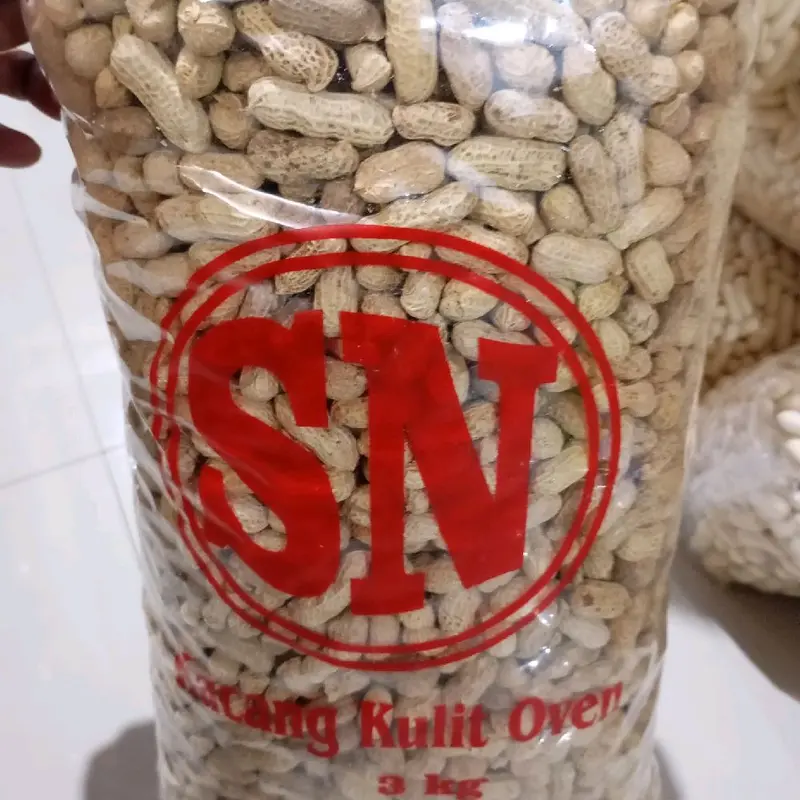 SN
Kacang Kulit Oven
3 kg